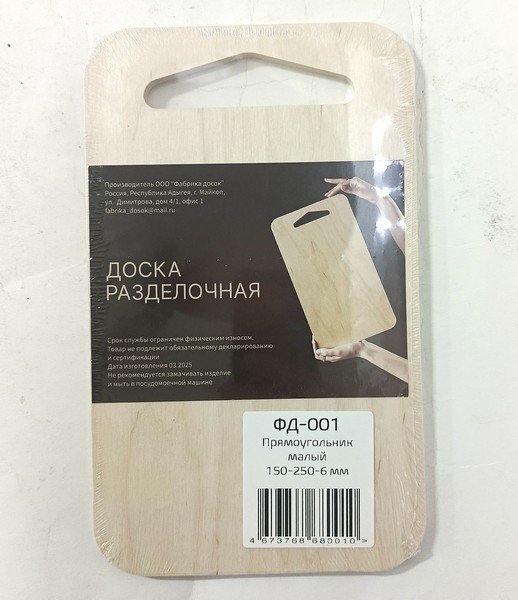 Производитель ООО "Фабрика досок"
Россия, Республика Адыгея, г. Майкоп,
ул. Димитрова, дом 4/1, офис 1
fabrika_dosok@mail.ru
ДОСКА
РАЗДЕЛОЧНАЯ
Срок службы ограничен физическим износом.
Товар не подлежит обязательному декларированию
и сертификации
Дата изготовления 03.2025
Не рекомендуется замачивать изделие
и мыть в посудомоечной машине
ФД-001
Прямоугольник
малый
150-250-6 мм
4 673768 680010 >